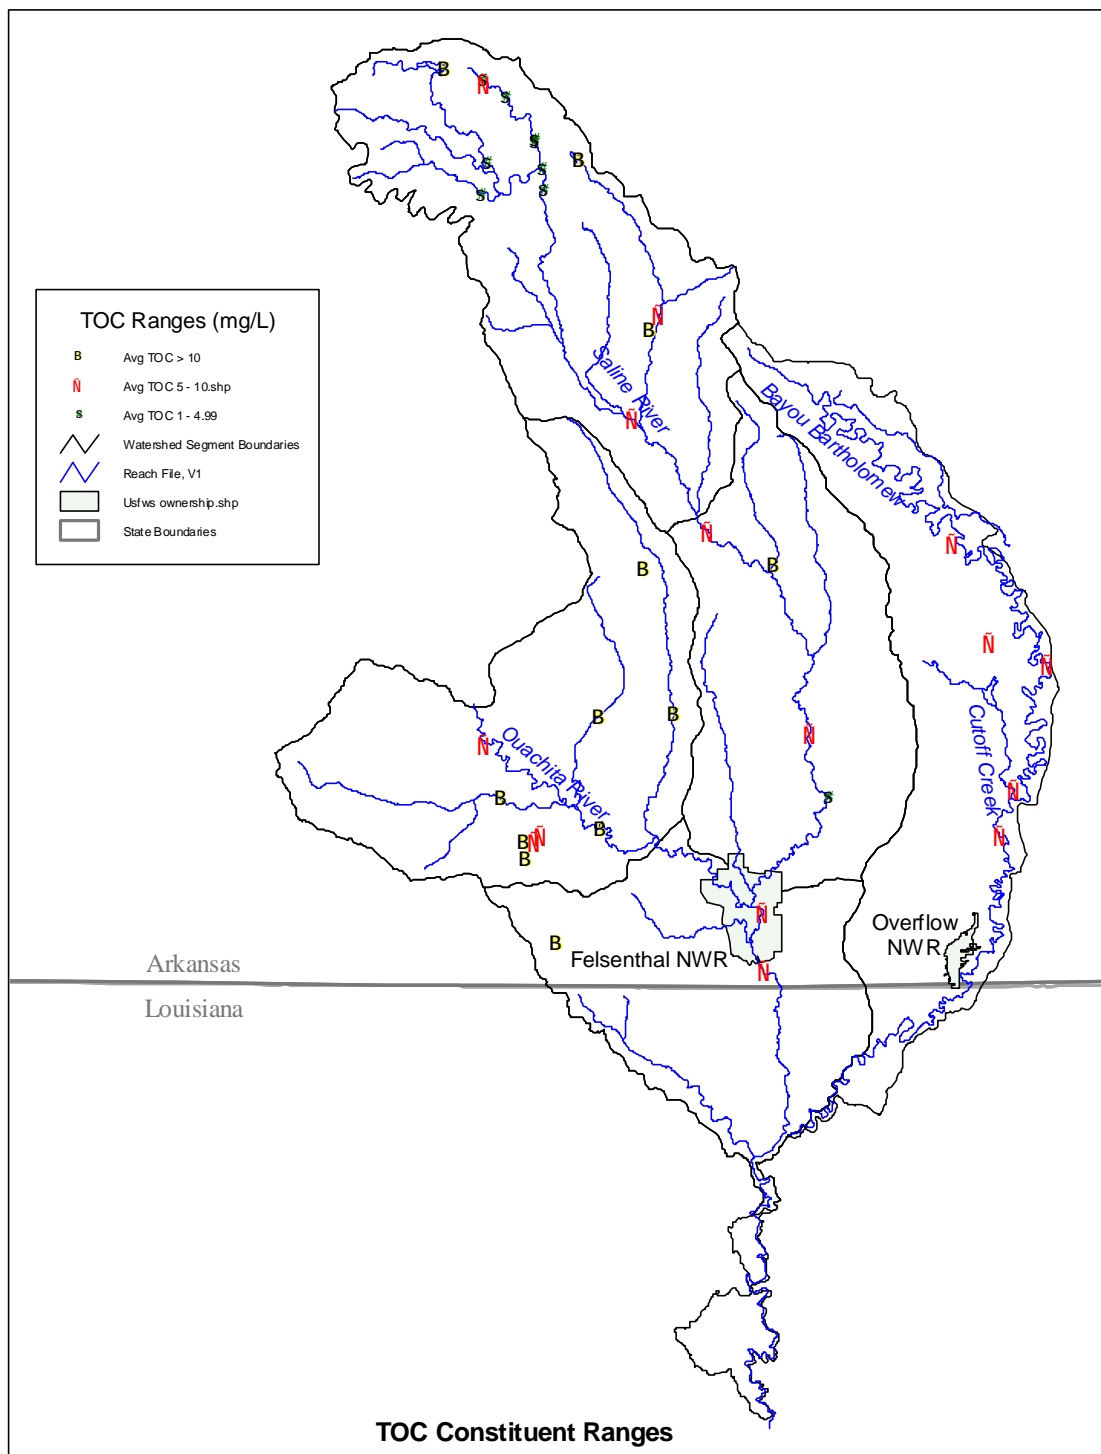 TOC Ranges (mg/L)
B Avg TOC > 10
Ñ Avg TOC 5 - 10.shp
$ Avg TOC 1 - 4.99
Watershed Segment Boundaries
Reach File, V1
Usfws ownership.shp
State Boundaries
Saline River
Bayou Bartholomew
Cutoff Creek
Ouachita River
Overflow
NWR
Felsenthal NWR
Arkansas
Louisiana
TOC Constituent Ranges